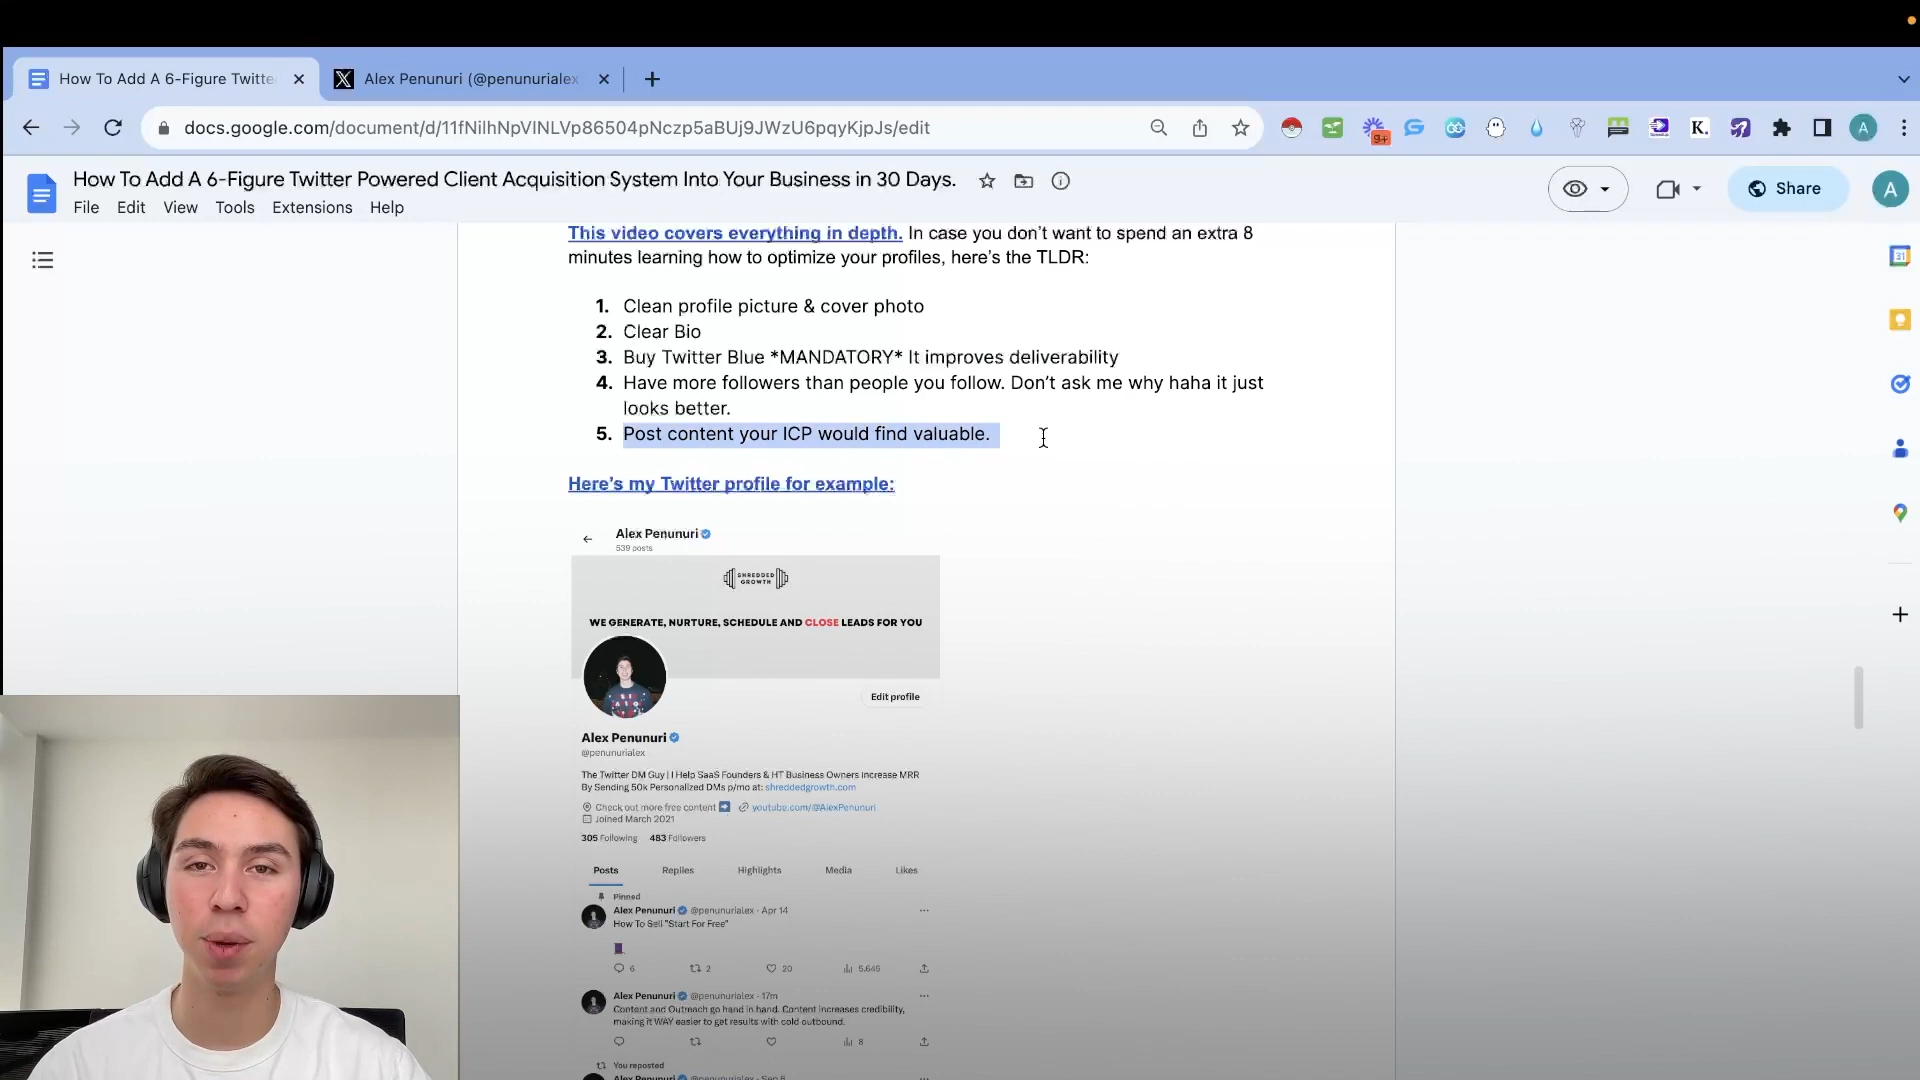 How To Add A 6-Figure Twitte
Alex Penunuri (@penunurialex
docs.google.com/document/d/11fNilhNpVINLVp86504pNczp5aBUj9JWzU6pqyKjpJs/edit
g+
K.
A
How To Add A 6-Figure Twitter Powered Client Acquisition System Into Your Business in 30 Days.
File Edit View Tools Extensions Help
Share
A
31
This video covers everything in depth. In case you don't want to spend an extra 8
minutes learning how to optimize your profiles, here's the TLDR:
1. Clean profile picture & cover photo
2. Clear Bio
3. Buy Twitter Blue *MANDATORY* It improves deliverability
4. Have more followers than people you follow. Don't ask me why haha it just
looks better.
5. Post content your ICP would find valuable.
Here's my Twitter profile for example:
Alex Penunuri
539 posts
SHREDDED
GROWTH
WE GENERATE, NURTURE, SCHEDULE AND CLOSE LEADS FOR YOU
Edit profile
Alex Penunuri
@penunurialex
The Twitter DM Guy | I Help SaaS Founders & HT Business Owners Increase MRR
By Sending 50k Personalized DMs p/mo at: shreddedgrowth.com
Check out more free content youtube.com/@AlexPenunuri
Joined March 2021
305 Following 483 Followers
Posts Replies Highlights Media Likes
Pinned
Alex Penunuri @penunurialex · Apr 14
How To Sell "Start For Free"
6 2 20 5,645
Alex Penunuri @penunurialex · 17m
Content and Outreach go hand in hand. Content increases credibility,
making it WAY easier to get results with cold outbound.
8
You reposted
Alex Penunuri @penunurialex · Sep 6